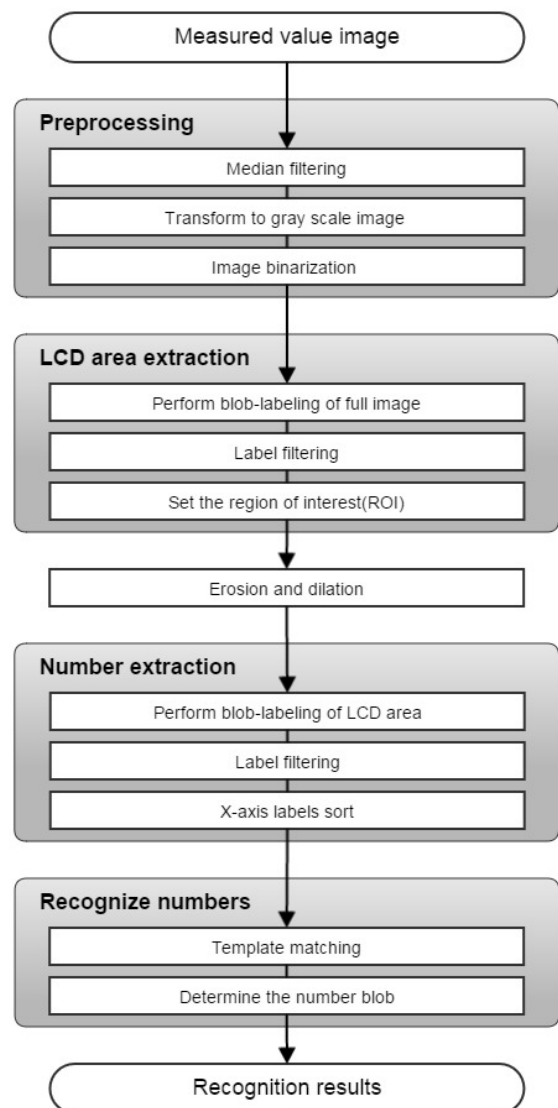 Measured value image
Preprocessing
Median filtering
Transform to gray scale image
Image binarization
LCD area extraction
Perform blob-labeling of full image
Label filtering
Set the region of interest(ROI)
Erosion and dilation
Number extraction
Perform blob-labeling of LCD area
Label filtering
X-axis labels sort
Recognize numbers
Template matching
Determine the number blob
Recognition results